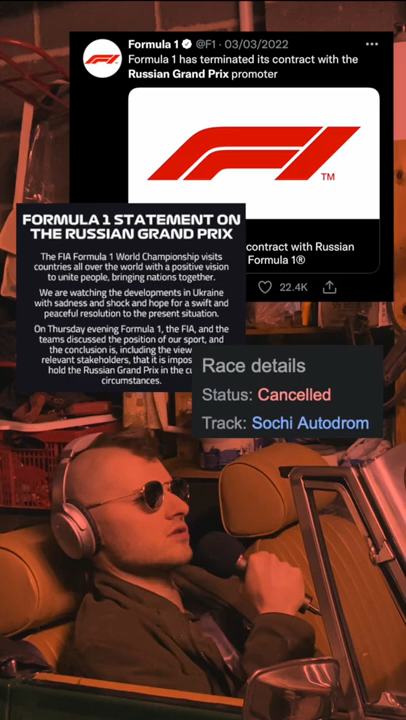 Formula 1 @F1 · 03/03/2022
Formula 1 has terminated its contract with the
Russian Grand Prix promoter
F1
TM
contract with Russian
Formula 1®
22.4K
FORMULA 1 STATEMENT ON
THE RUSSIAN GRAND PRIX
The FIA Formula 1 World Championship visits
countries all over the world with a positive vision
to unite people, bringing nations together.
We are watching the developments in Ukraine
with sadness and shock and hope for a swift and
peaceful resolution to the present situation.
On Thursday evening Formula 1, the FIA, and the
teams discussed the position of our sport, and
the conclusion is, including the view
relevant stakeholders, that it is impos
hold the Russian Grand Prix in the cu
circumstances.
Race details
Status: Cancelled
Track: Sochi Autodrom